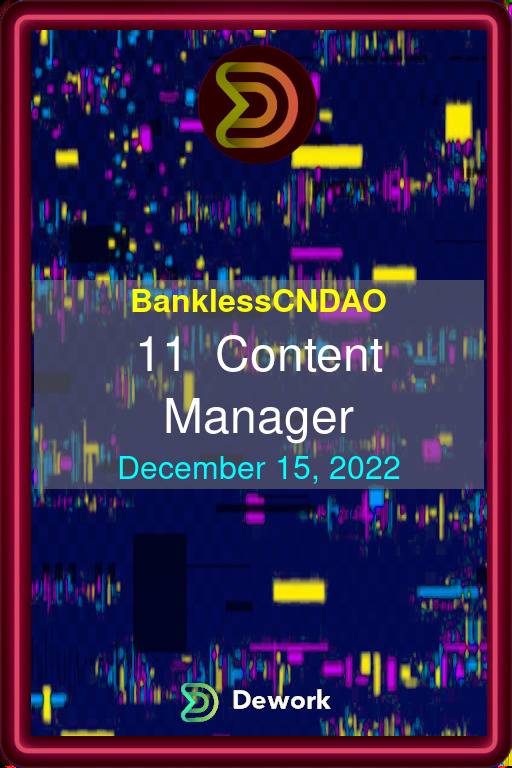 BanklessCNDAO
11 Content
Manager
December 15, 2022
Dework